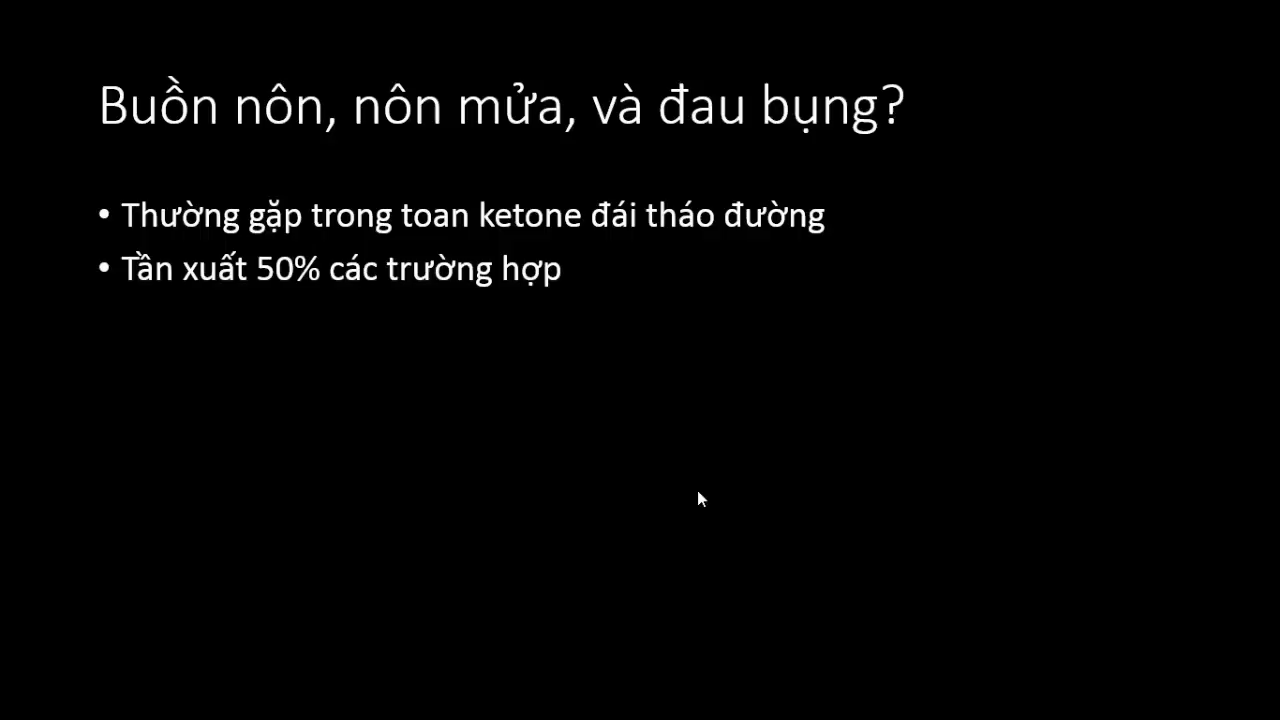 Buồn nôn, nôn mửa, và đau bụng?
• Thường gặp trong toan ketone đái tháo đường
• Tần xuất 50% các trường hợp